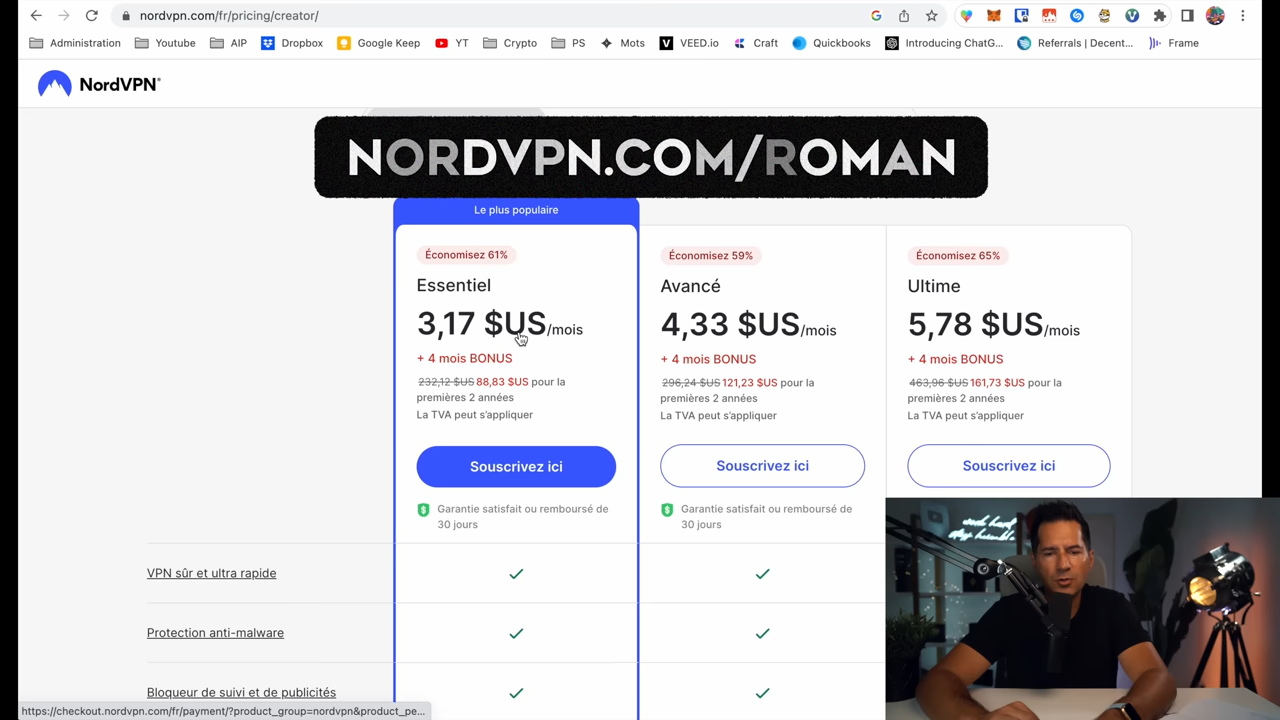 nordvpn.com/fr/pricing/creator/
Administration Youtube AIP Dropbox Google Keep YT Crypto PS Mots VEED.io Craft Quickbooks Introducing ChatG... Referrals | Decent... Frame
NordVPN®
NORDVPN.COM/ROMAN
Le plus populaire
Économisez 61% Économisez 59% Économisez 65%
Essentiel Avancé Ultime
3,17 $US/mois 4,33 $US/mois 5,78 $US/mois
+ 4 mois BONUS + 4 mois BONUS + 4 mois BONUS
232,12 $US 88,83 $US pour la 296,24 $US 121,23 $US pour la 463,96 $US 161,73 $US pour la
premières 2 années premières 2 années premières 2 années
La TVA peut s'appliquer La TVA peut s'appliquer La TVA peut s'appliquer
Souscrivez ici Souscrivez ici Souscrivez ici
Garantie satisfait ou remboursé de Garantie satisfait ou remboursé de
30 jours 30 jours
work hard
stay humble
VPN sûr et ultra rapide
Protection anti-malware
Bloqueur de suivi et de publicités
https://checkout.nordvpn.com/fr/payment/?product_group=nordvpn&product_pe...